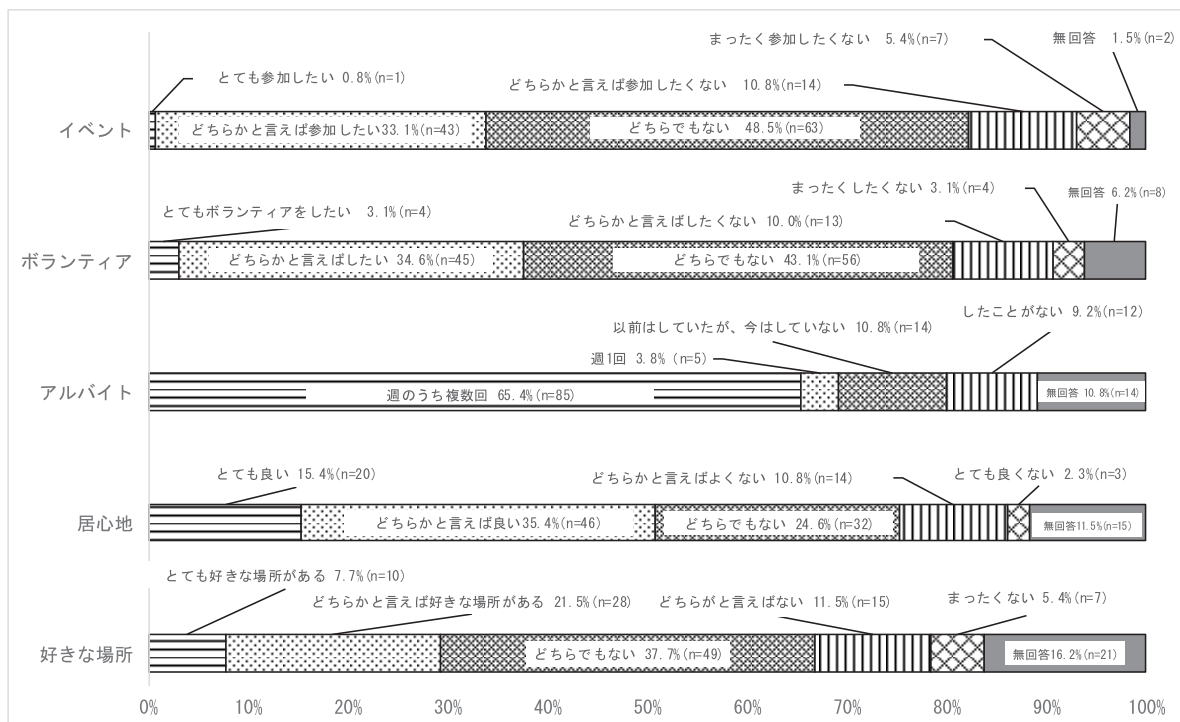 まったく参加したくない 5.4%(n=7)
無回答 1.5%(n=2)
とても参加したい 0.8%(n=1)
どちらかと言えば参加したくない 10.8%(n=14)
イベント
どちらかと言えば参加したい33.1%(n=43)
どちらでもない 48.5%(n=63)
まったくしたくない 3.1%(n=4)
無回答 6.2%(n=8)
とてもボランティアをしたい 3.1%(n=4)
どちらかと言えばしたくない 10.0%(n=13)
ボランティア
どちらかと言えばしたい 34.6%(n=45)
どちらでもない 43.1%(n=56)
したことがない 9.2%(n=12)
以前はしていたが、今はしていない 10.8%(n=14)
週1回 3.8% (n=5)
アルバイト
週のうち複数回 65.4%(n=85)
無回答 10.8%(n=14)
とても良い 15.4%(n=20)
どちらかと言えばよくない 10.8%(n=14)
とても良くない 2.3%(n=3)
居心地
どちらかと言えば良い35.4%(n=46)
どちらでもない 24.6%(n=32)
無回答11.5%(n=15)
とても好きな場所がある 7.7%(n=10)
どちらかと言えば好きな場所がある 21.5%(n=28)
どちらがと言えばない 11.5%(n=15)
まったくない 5.4%(n=7)
好きな場所
どちらでもない 37.7%(n=49)
無回答16.2%(n=21)
0% 10% 20% 30% 40% 50% 60% 70% 80% 90% 100%